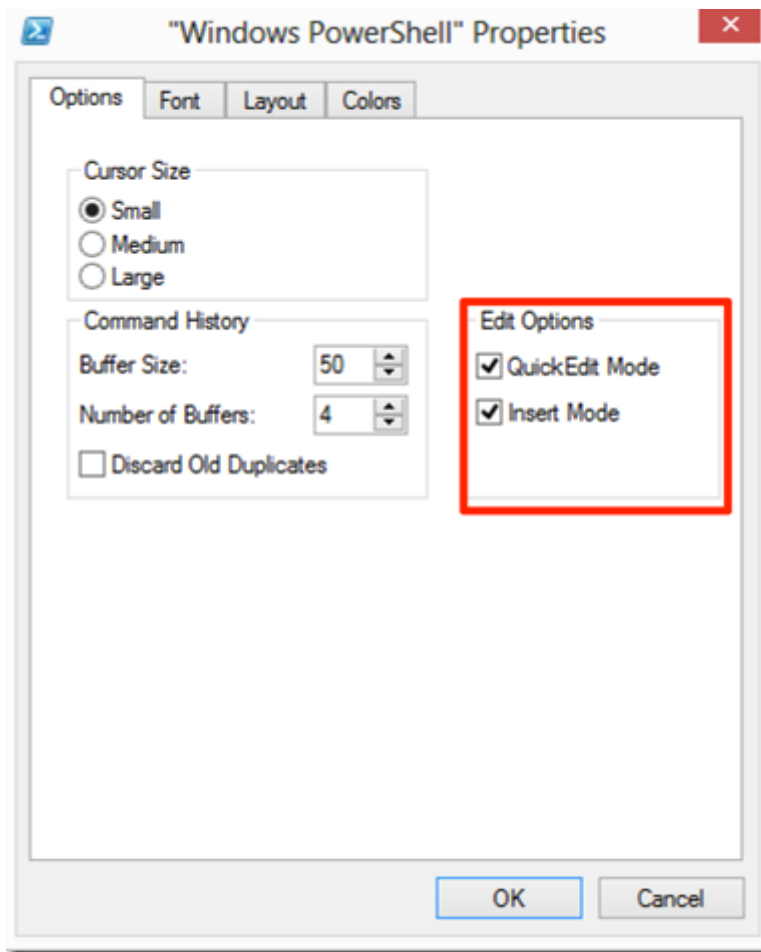 "Windows PowerShell" Properties
Options Font Layout Colors
Cursor Size
Small
Medium
Large
Command History
Buffer Size: 50
Number of Buffers: 4
Discard Old Duplicates
Edit Options
QuickEdit Mode
Insert Mode
OK Cancel